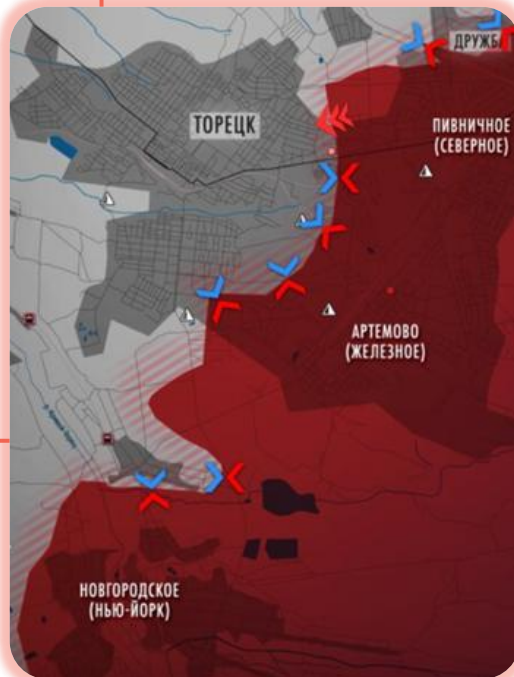 ДРУЖБА
ТОРЕЦК
ПИВНИЧНОЕ
(СЕВЕРНОЕ)
АРТЕМОВО
(ЖЕЛЕЗНОЕ)
НОВГОРОДСКОЕ
(НЬЮ-ЙОРК)